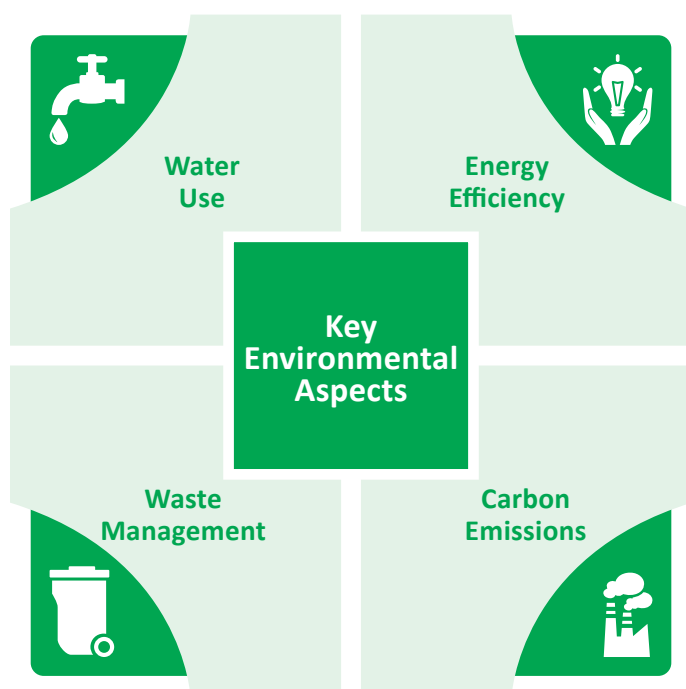 Water
Use
Energy
Efficiency
Key
Environmental
Aspects
Waste
Management
Carbon
Emissions